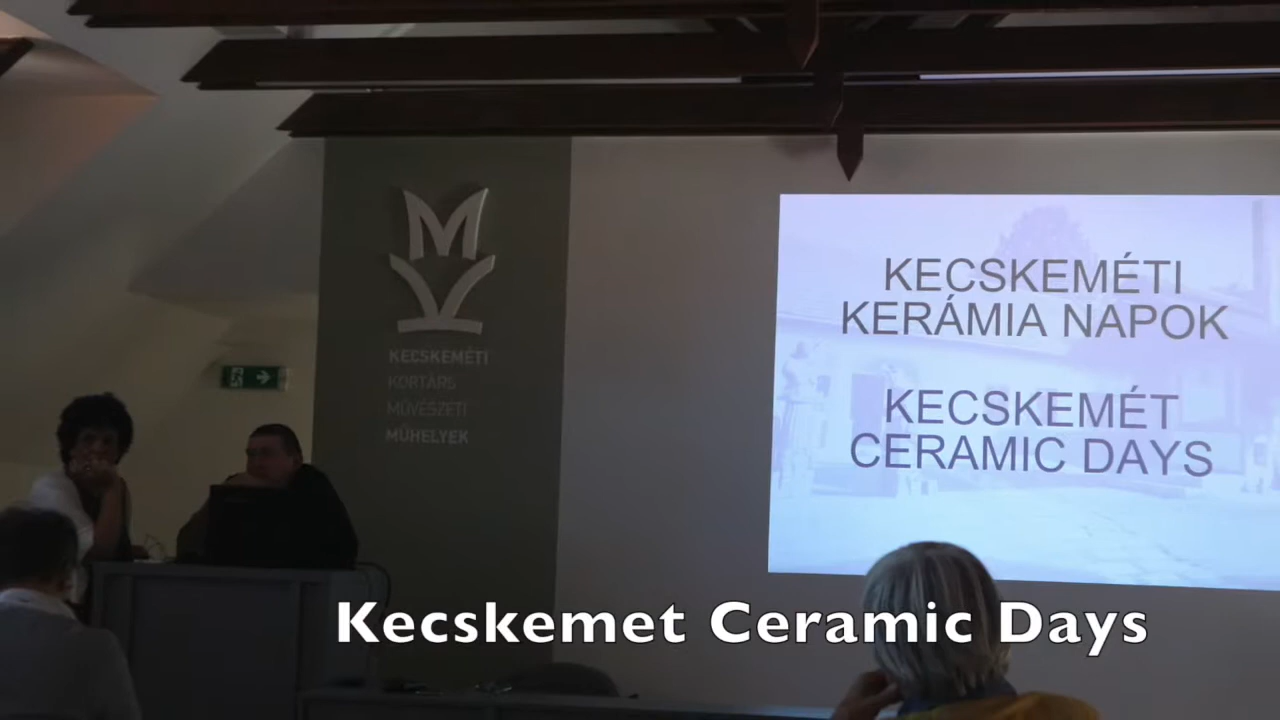 KECSKEMÉTI
KORTÁRS
MŰVÉSZETI
MŰHELYEK
KECSKEMÉTI
KERÁMIA NAPOK
KECSKEMÉT
CERAMIC DAYS
Kecskemet Ceramic Days